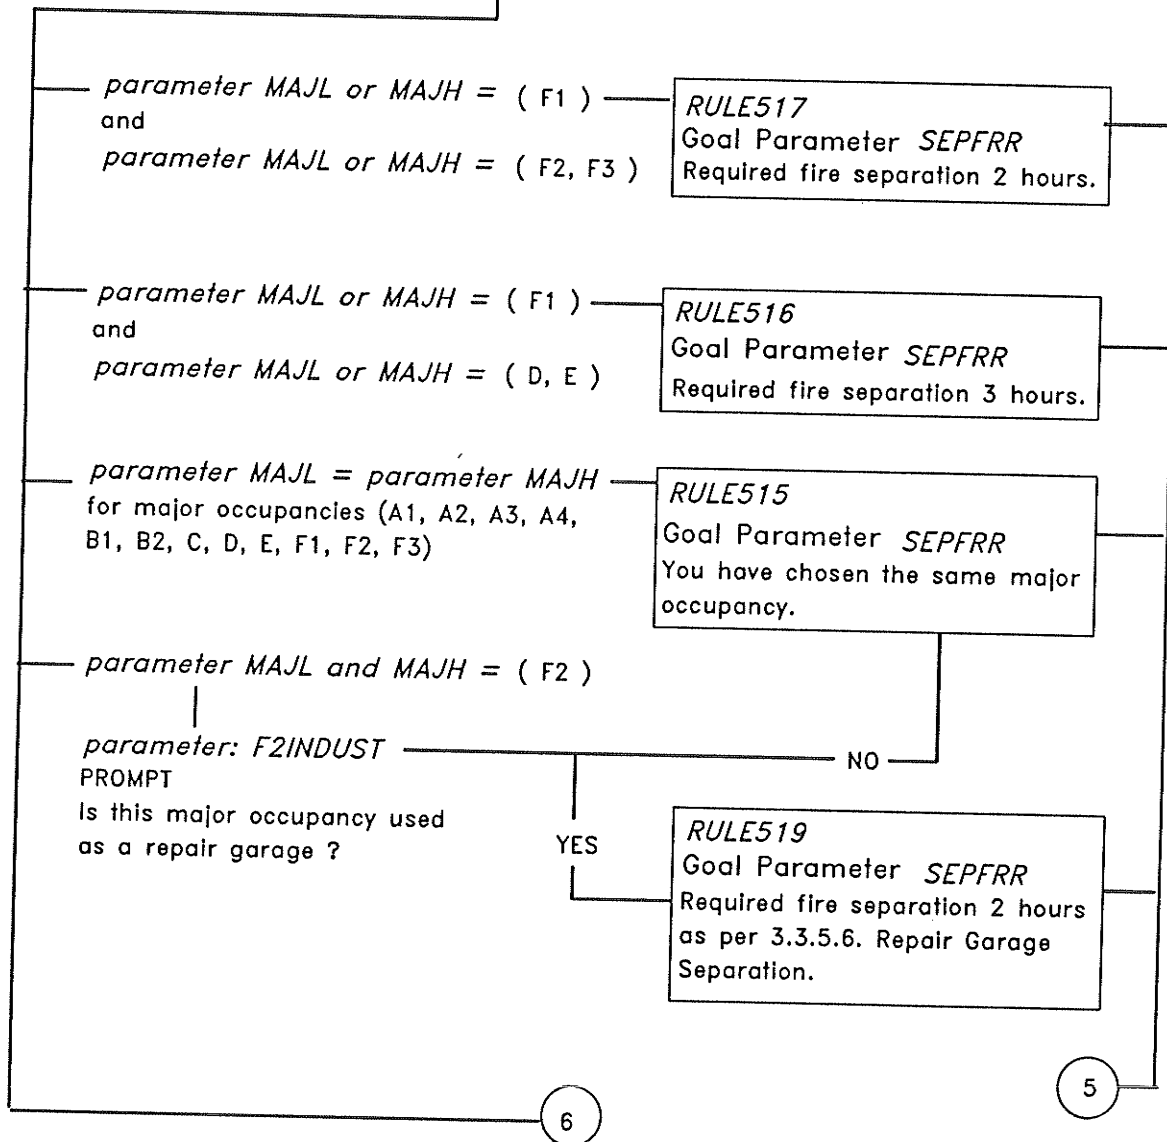 parameter MAJL or MAJH = ( F1 )
and
parameter MAJL or MAJH = ( F2, F3 )
RULE517
Goal Parameter SEPFRR
Required fire separation 2 hours.
parameter MAJL or MAJH = ( F1 )
and
parameter MAJL or MAJH = ( D, E )
RULE516
Goal Parameter SEPFRR
Required fire separation 3 hours.
parameter MAJL = parameter MAJH
for major occupancies (A1, A2, A3, A4,
B1, B2, C, D, E, F1, F2, F3)
RULE515
Goal Parameter SEPFRR
You have chosen the same major
occupancy.
parameter MAJL and MAJH = ( F2 )
parameter: F2INDUST
PROMPT
Is this major occupancy used
as a repair garage ?
NO
YES
RULE519
Goal Parameter SEPFRR
Required fire separation 2 hours
as per 3.3.5.6. Repair Garage
Separation.
5
6